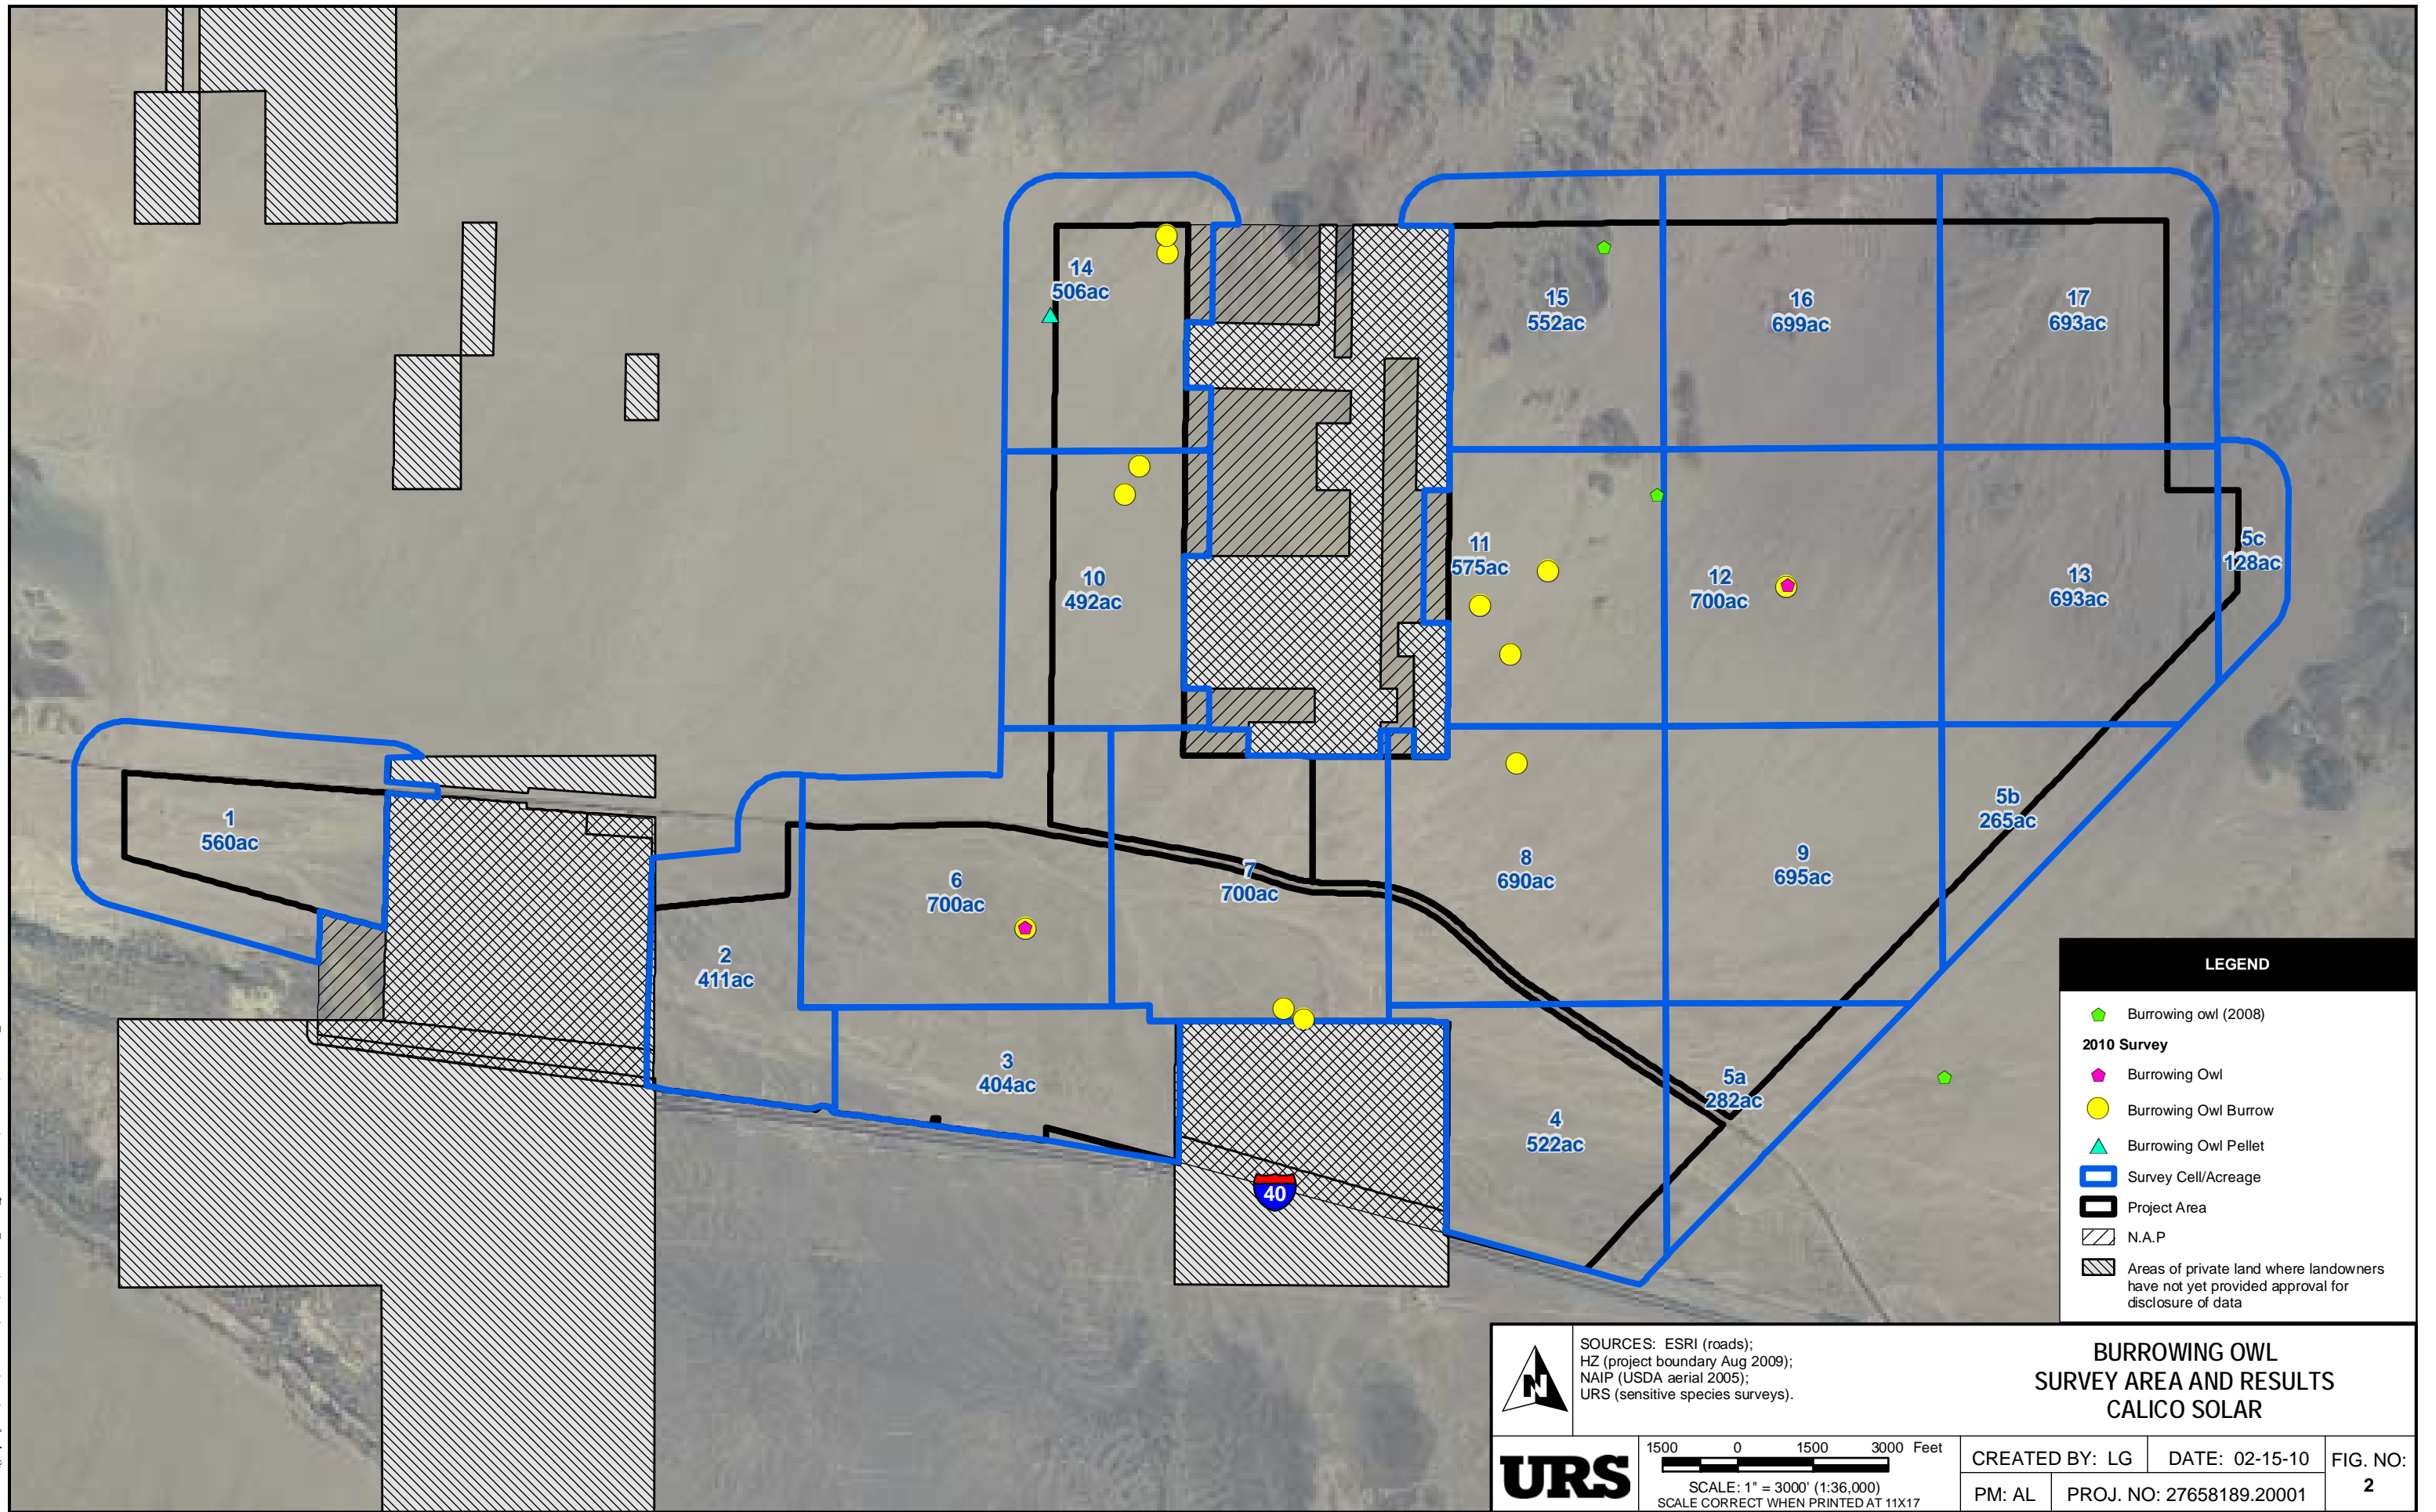 14
506ac
15
552ac
16
699ac
17
693ac
10
492ac
11
575ac
12
700ac
13
693ac
5c
128ac
1
560ac
2
411ac
6
700ac
7
700ac
8
690ac
9
695ac
5b
265ac
3
404ac
4
522ac
5a
282ac
40
LEGEND
Burrowing owl (2008)
2010 Survey
Burrowing Owl
Burrowing Owl Burrow
Burrowing Owl Pellet
Survey Cell/Acreage
Project Area
N.A.P
Areas of private land where landowners
have not yet provided approval for
disclosure of data
N
SOURCES: ESRI (roads);
HZ (project boundary Aug 2009);
NAIP (USDA aerial 2005);
URS (sensitive species surveys).
BURROWING OWL
SURVEY AREA AND RESULTS
CALICO SOLAR
URS
1500 0 1500 3000 Feet
SCALE: 1" = 3000' (1:36,000)
SCALE CORRECT WHEN PRINTED AT 11X17
CREATED BY: LG
DATE: 02-15-10
FIG. NO:
2
PM: AL
PROJ. NO: 27658189.20001